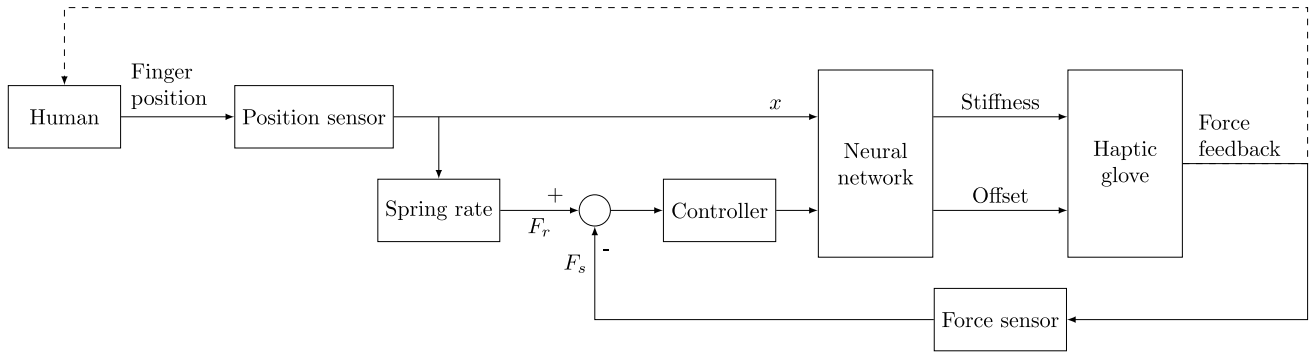 Finger
position
Human
Position sensor
x
Neural
network
Stiffness
Offset
Haptic
glove
Force
feedback
Spring rate
+
F_r
Controller
-
F_s
Force sensor